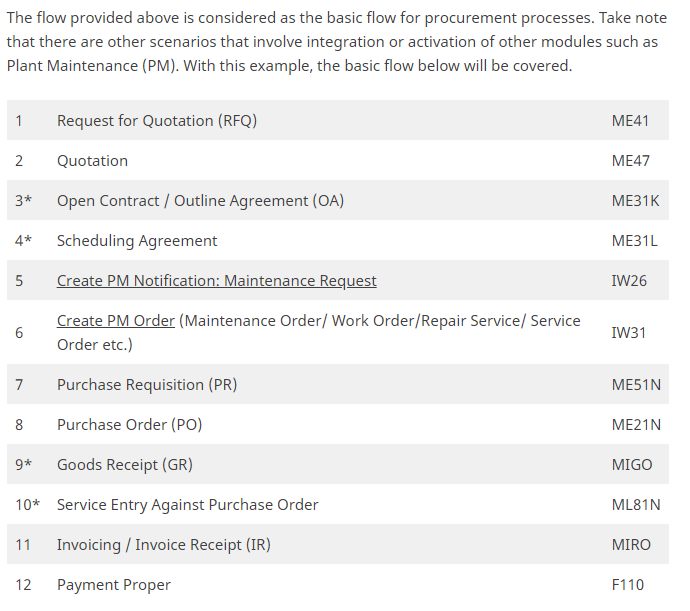 The flow provided above is considered as the basic flow for procurement processes. Take note
that there are other scenarios that involve integration or activation of other modules such as
Plant Maintenance (PM). With this example, the basic flow below will be covered.
1 Request for Quotation (RFQ) ME41
2 Quotation ME47
3* Open Contract / Outline Agreement (OA) ME31K
4* Scheduling Agreement ME31L
5 Create PM Notification: Maintenance Request IW26
6 Create PM Order (Maintenance Order/ Work Order/Repair Service/ Service
Order etc.) IW31
7 Purchase Requisition (PR) ME51N
8 Purchase Order (PO) ME21N
9* Goods Receipt (GR) MIGO
10* Service Entry Against Purchase Order ML81N
11 Invoicing / Invoice Receipt (IR) MIRO
12 Payment Proper F110